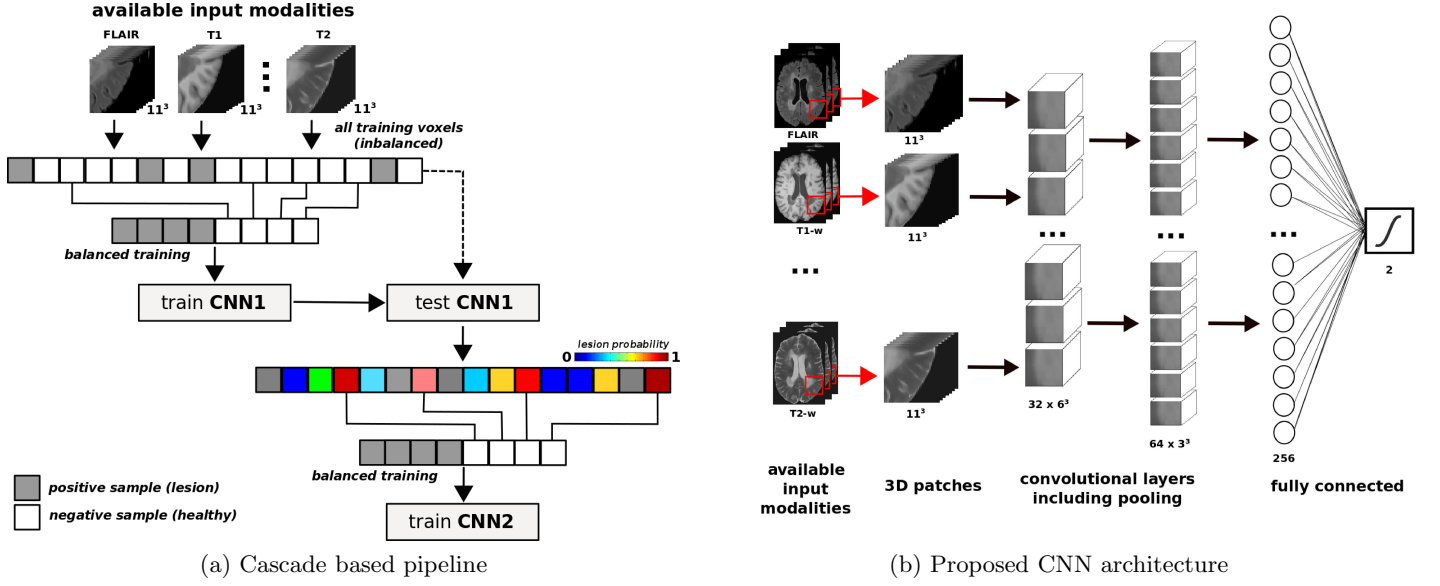 available input modalities
FLAIR
T1
T2
11³
11³
11³
all training voxels
(inbalanced)
balanced training
train CNN1
test CNN1
lesion probability
0
1
balanced training
positive sample (lesion)
negative sample (healthy)
train CNN2
(a) Cascade based pipeline
FLAIR
11³
T1-w
11³
...
...
...
...
2
T2-w
11³
32 x 6³
64 x 3³
256
available
input
modalities
3D patches
convolutional layers
including pooling
fully connected
(b) Proposed CNN architecture